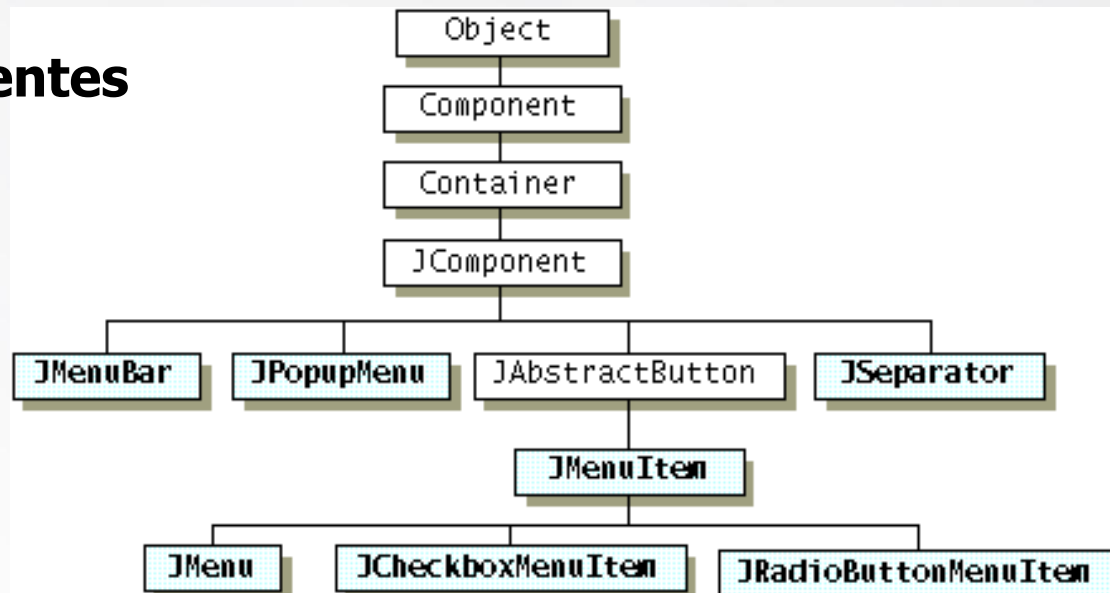 Object
entes
Component
Container
JComponent
JMenuBar JPopupMenu JAbstractButton JSeparator
JMenuItem
JMenu JCheckboxMenuItem JRadioButtonMenuItem